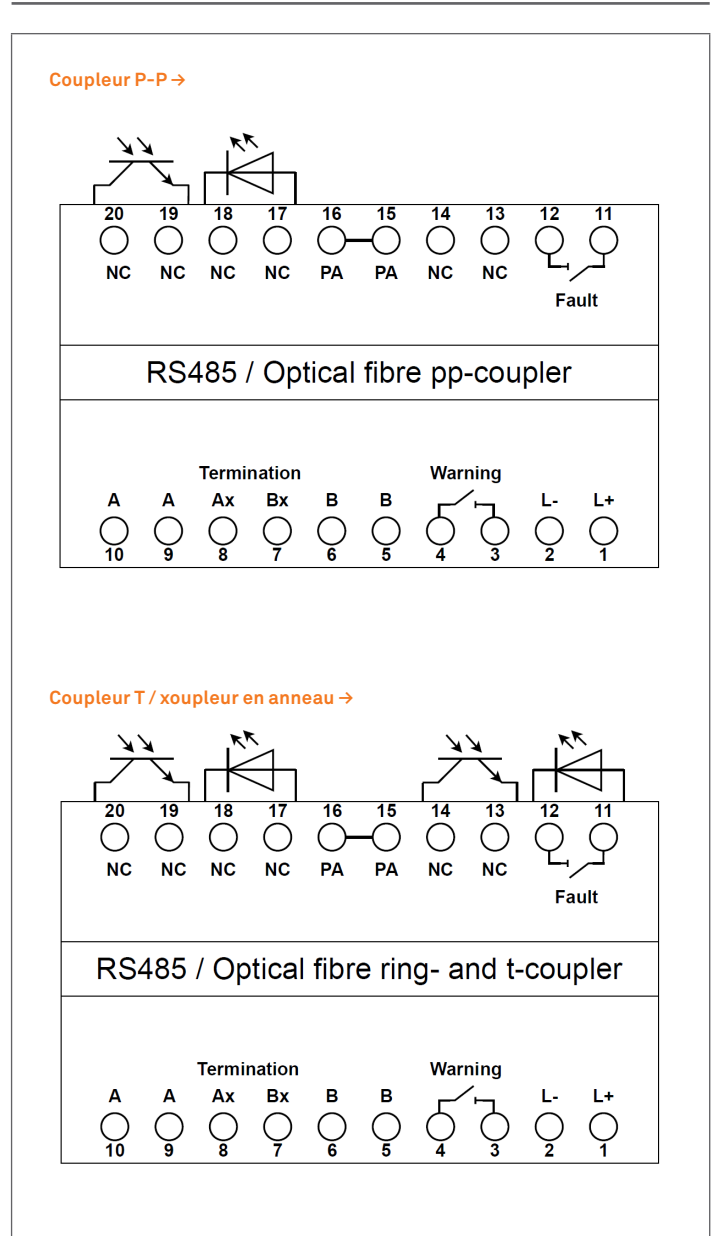 Coupleur P-P →
20 19 18 17 16 15 14 13 12 11
NC NC NC NC PA PA NC NC
Fault
RS485 / Optical fibre pp-coupler
Termination Warning
A A Ax Bx B B L- L+
10 9 8 7 6 5 4 3 2 1
Coupleur T / xoupleur en anneau →
20 19 18 17 16 15 14 13 12 11
NC NC NC NC PA PA NC NC
Fault
RS485 / Optical fibre ring- and t-coupler
Termination Warning
A A Ax Bx B B L- L+
10 9 8 7 6 5 4 3 2 1